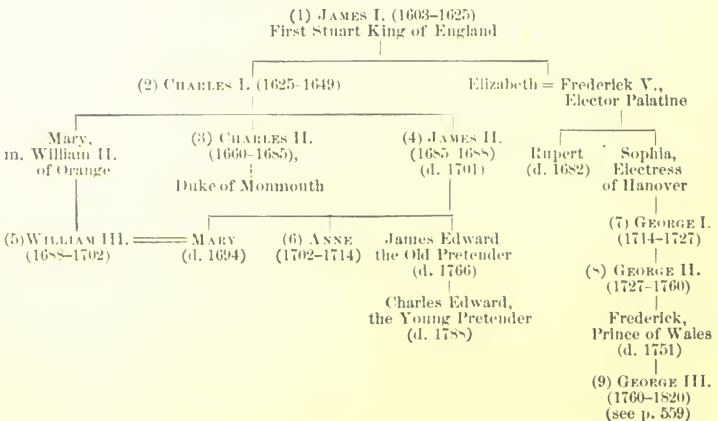 (1) JAMES I. (1603–1625)
First Stuart King of England
(2) CHARLES I. (1625-1649)
Elizabeth = Frederick V.,
Elector Palatine
Mary,
m. William II.
of Orange
(3) CHARLES II.
(1660–1685),
Duke of Monmouth
(4) JAMES II.
(1685–1688)
(d. 1701)
Rupert
(d. 1682)
Sophia,
Electress
of Hanover
(5) WILLIAM III.
(1688–1702)
MARY
(d. 1694)
(6) ANNE
(1702–1714)
James Edward
the Old Pretender
(d. 1766)
Charles Edward,
the Young Pretender
(d. 1788)
(7) GEORGE I.
(1714–1727)
(8) GEORGE II.
(1727–1760)
Frederick,
Prince of Wales
(d. 1751)
(9) GEORGE III.
(1760–1820)
(see p. 559)